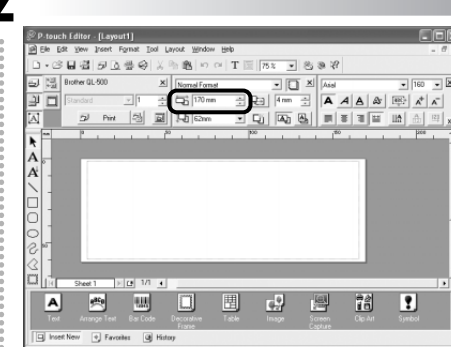 2
P-touch Editor - [Layout1]
File Edit View Insert Format Tool Layout Window Help
75 %
Brother QL-500
Normal Format
Arial
160
Standard
1
170 mm
4 mm
A A A A
Print
62mm
Sheet 1
1/1
Text
Arrange Text
Bar Code
Decorative Frame
Table
Image
Screen Capture
Clip Art
Symbol
Insert New
Favorites
History